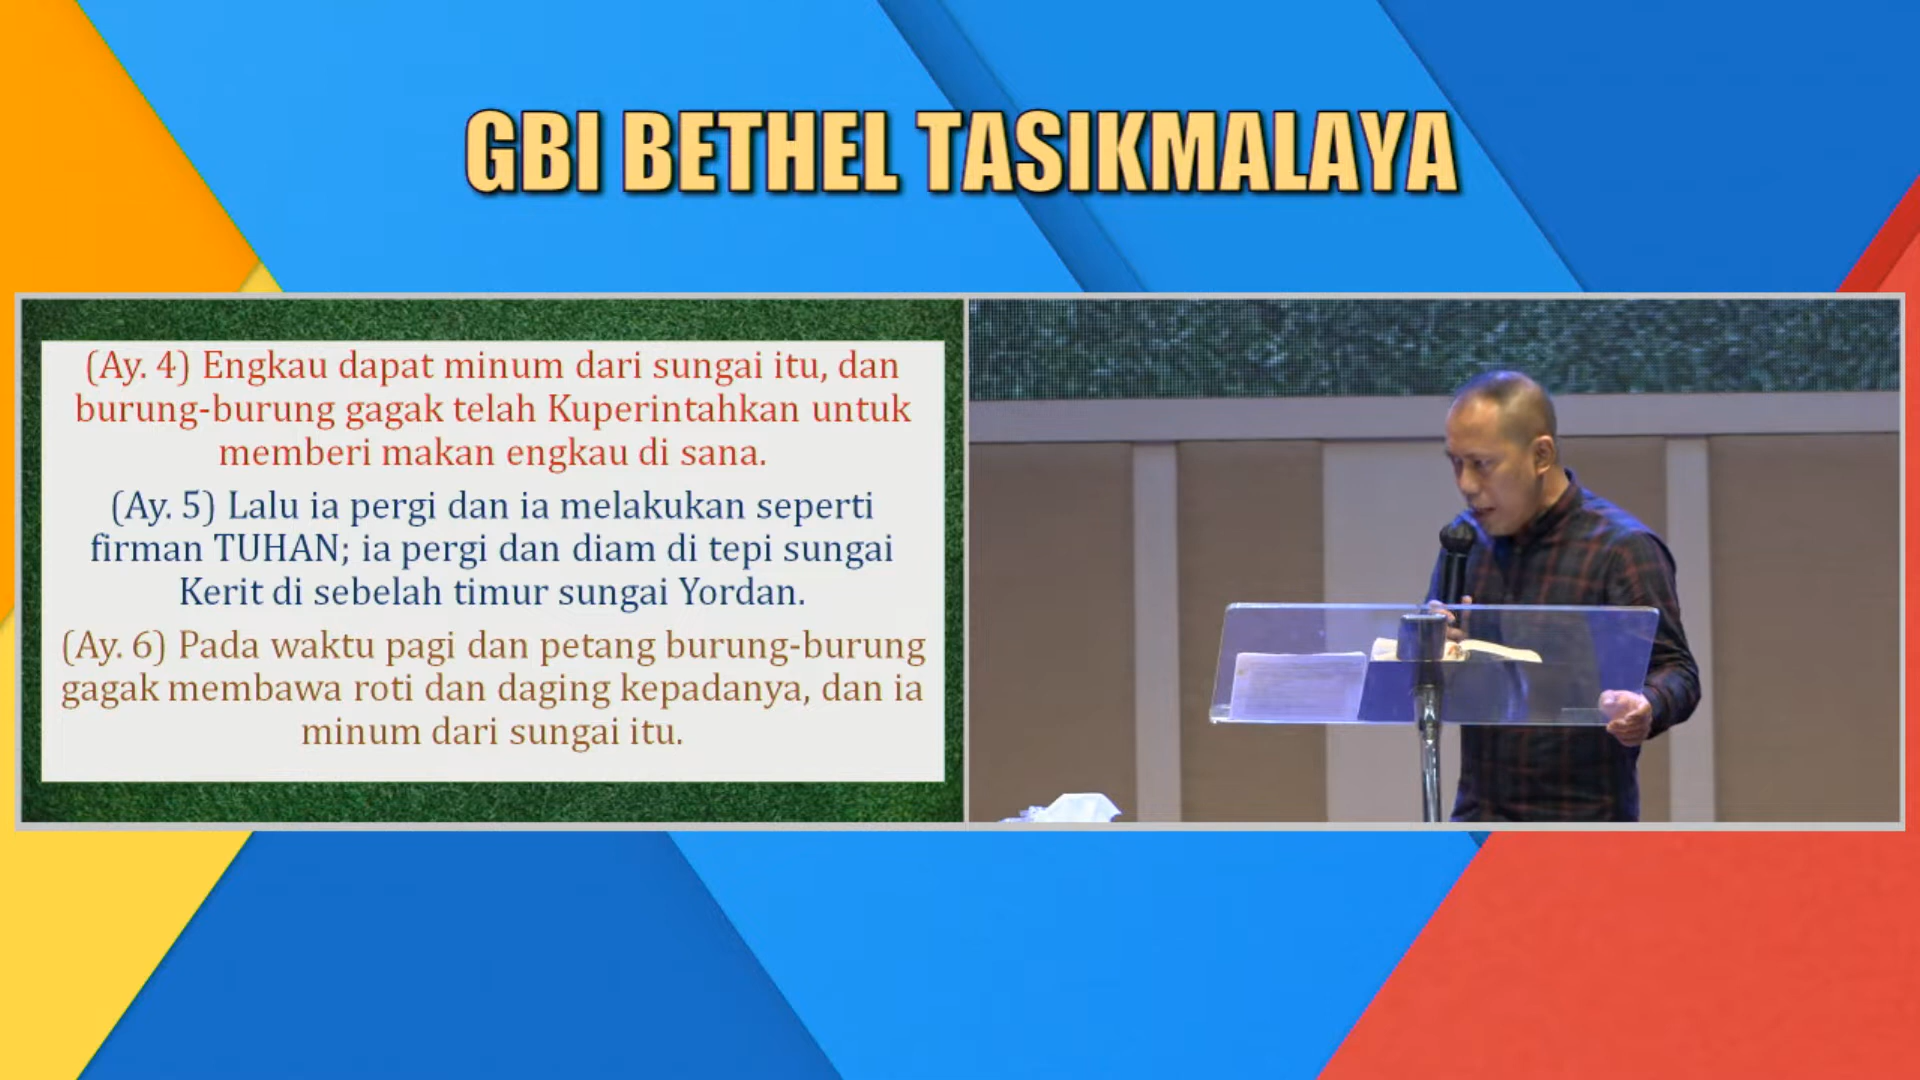 GBI BETHEL TASIKMALAYA
(Ay. 4) Engkau dapat minum dari sungai itu, dan
burung-burung gagak telah Kuperintahkan untuk
memberi makan engkau di sana.
(Ay. 5) Lalu ia pergi dan ia melakukan seperti
firman TUHAN; ia pergi dan diam di tepi sungai
Kerit di sebelah timur sungai Yordan.
(Ay. 6) Pada waktu pagi dan petang burung-burung
gagak membawa roti dan daging kepadanya, dan ia
minum dari sungai itu.